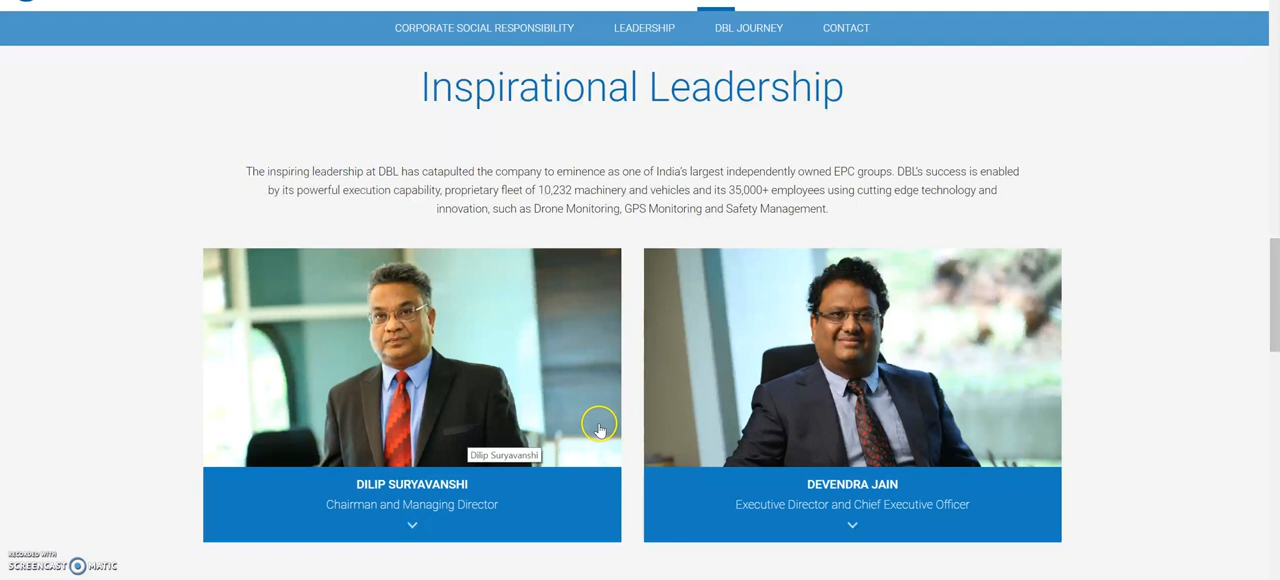 CORPORATE SOCIAL RESPONSIBILITY LEADERSHIP DBL JOURNEY CONTACT
Inspirational Leadership
The inspiring leadership at DBL has catapulted the company to eminence as one of India's largest independently owned EPC groups. DBL's success is enabled
by its powerful execution capability, proprietary fleet of 10,232 machinery and vehicles and its 35,000+ employees using cutting edge technology and
innovation, such as Drone Monitoring, GPS Monitoring and Safety Management.
Dilip Suryavanshi
DILIP SURYAVANSHI
Chairman and Managing Director
DEVENDRA JAIN
Executive Director and Chief Executive Officer
RECORDED WITH
SCREENCAST MATIC